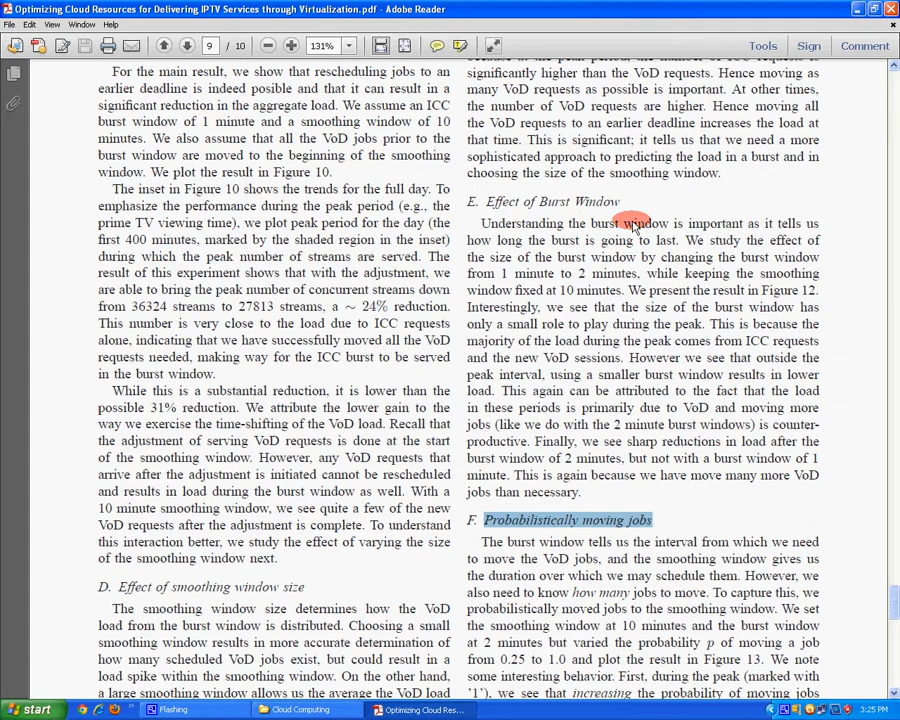 Optimizing Cloud Resources for Delivering IPTV Services through Virtualization.pdf - Adobe Reader
File Edit View Window Help
9 / 10 131% Tools Sign Comment
For the main result, we show that rescheduling jobs to an
earlier deadline is indeed posible and that it can result in a
significant reduction in the aggregate load. We assume an ICC
burst window of 1 minute and a smoothing window of 10
minutes. We also assume that all the VoD jobs prior to the
burst window are moved to the beginning of the smoothing
window. We plot the result in Figure 10.
The inset in Figure 10 shows the trends for the full day. To
emphasize the performance during the peak period (e.g., the
prime TV viewing time), we plot peak period for the day (the
first 400 minutes, marked by the shaded region in the inset)
during which the peak number of streams are served. The
result of this experiment shows that with the adjustment, we
are able to bring the peak number of concurrent streams down
from 36324 streams to 27813 streams, a ∼ 24% reduction.
This number is very close to the load due to ICC requests
alone, indicating that we have successfully moved all the VoD
requests needed, making way for the ICC burst to be served
in the burst window.
While this is a substantial reduction, it is lower than the
possible 31% reduction. We attribute the lower gain to the
way we exercise the time-shifting of the VoD load. Recall that
the adjustment of serving VoD requests is done at the start
of the smoothing window. However, any VoD requests that
arrive after the adjustment is initiated cannot be rescheduled
and results in load during the burst window as well. With a
10 minute smoothing window, we see quite a few of the new
VoD requests after the adjustment is complete. To understand
this interaction better, we study the effect of varying the size
of the smoothing window next.
D. Effect of smoothing window size
The smoothing window size determines how the VoD
load from the burst window is distributed. Choosing a small
smoothing window results in more accurate determination of
how many scheduled VoD jobs exist, but could result in a
load spike within the smoothing window. On the other hand,
a large smoothing window allows us the average the VoD load
because at the peak period, the number of ICC requests is
significantly higher than the VoD requests. Hence moving as
many VoD requests as possible is important. At other times,
the number of VoD requests are higher. Hence moving all
the VoD requests to an earlier deadline increases the load at
that time. This is significant; it tells us that we need a more
sophisticated approach to predicting the load in a burst and in
choosing the size of the smoothing window.
E. Effect of Burst Window
Understanding the burst window is important as it tells us
how long the burst is going to last. We study the effect of
the size of the burst window by changing the burst window
from 1 minute to 2 minutes, while keeping the smoothing
window fixed at 10 minutes. We present the result in Figure 12.
Interestingly, we see that the size of the burst window has
only a small role to play during the peak. This is because the
majority of the load during the peak comes from ICC requests
and the new VoD sessions. However we see that outside the
peak interval, using a smaller burst window results in lower
load. This again can be attributed to the fact that the load
in these periods is primarily due to VoD and moving more
jobs (like we do with the 2 minute burst windows) is counter-
productive. Finally, we see sharp reductions in load after the
burst window of 2 minutes, but not with a burst window of 1
minute. This is again because we have move many more VoD
jobs than necessary.
F. Probabilistically moving jobs
The burst window tells us the interval from which we need
to move the VoD jobs, and the smoothing window gives us
the duration over which we may schedule them. However, we
also need to know how many jobs to move. To capture this, we
probabilistically moved jobs to the smoothing window. We set
the smoothing window at 10 minutes and the burst window
at 2 minutes but varied the probability p of moving a job
from 0.25 to 1.0 and plot the result in Figure 13. We note
some interesting behavior. First, during the peak (marked with
'1'), we see that increasing the probability of moving jobs
start Flashing Cloud Computing Optimizing Cloud Res... 3:25 PM